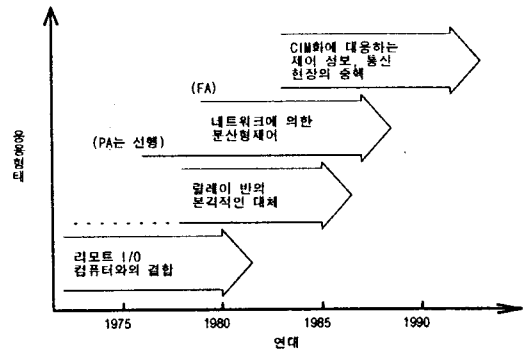 CIM화에 대응하는
제어 정보, 통신
현장의 중핵
(FA)
네트워크에 의한
분산형제어
(PA는 선행)
릴레이 반의
본격적인 대체
리모트 I/O
컴퓨터와의 결합
응용형태
1975
1980
1985
1990
연대